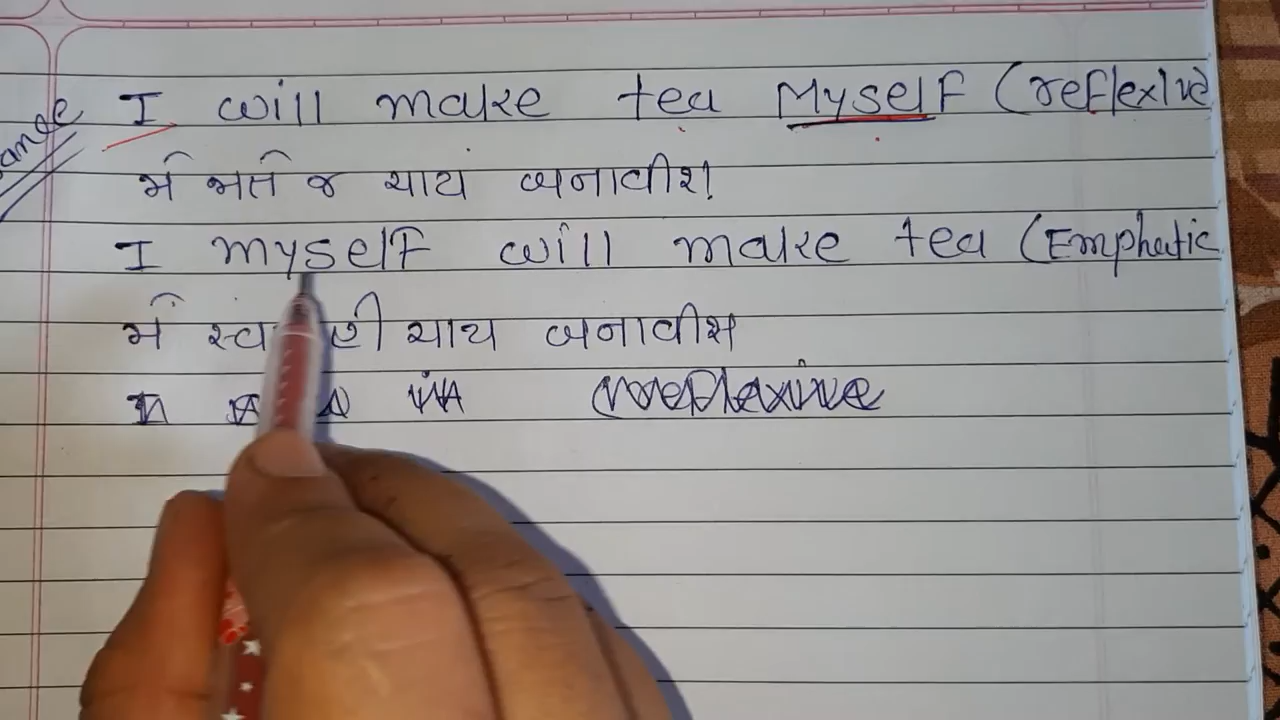 I will make tea Myself (reflexive
મેં જ ચાય બનાવીશ
I myself will make tea (Emphatic
મેં હી ચાય બનાવીશ